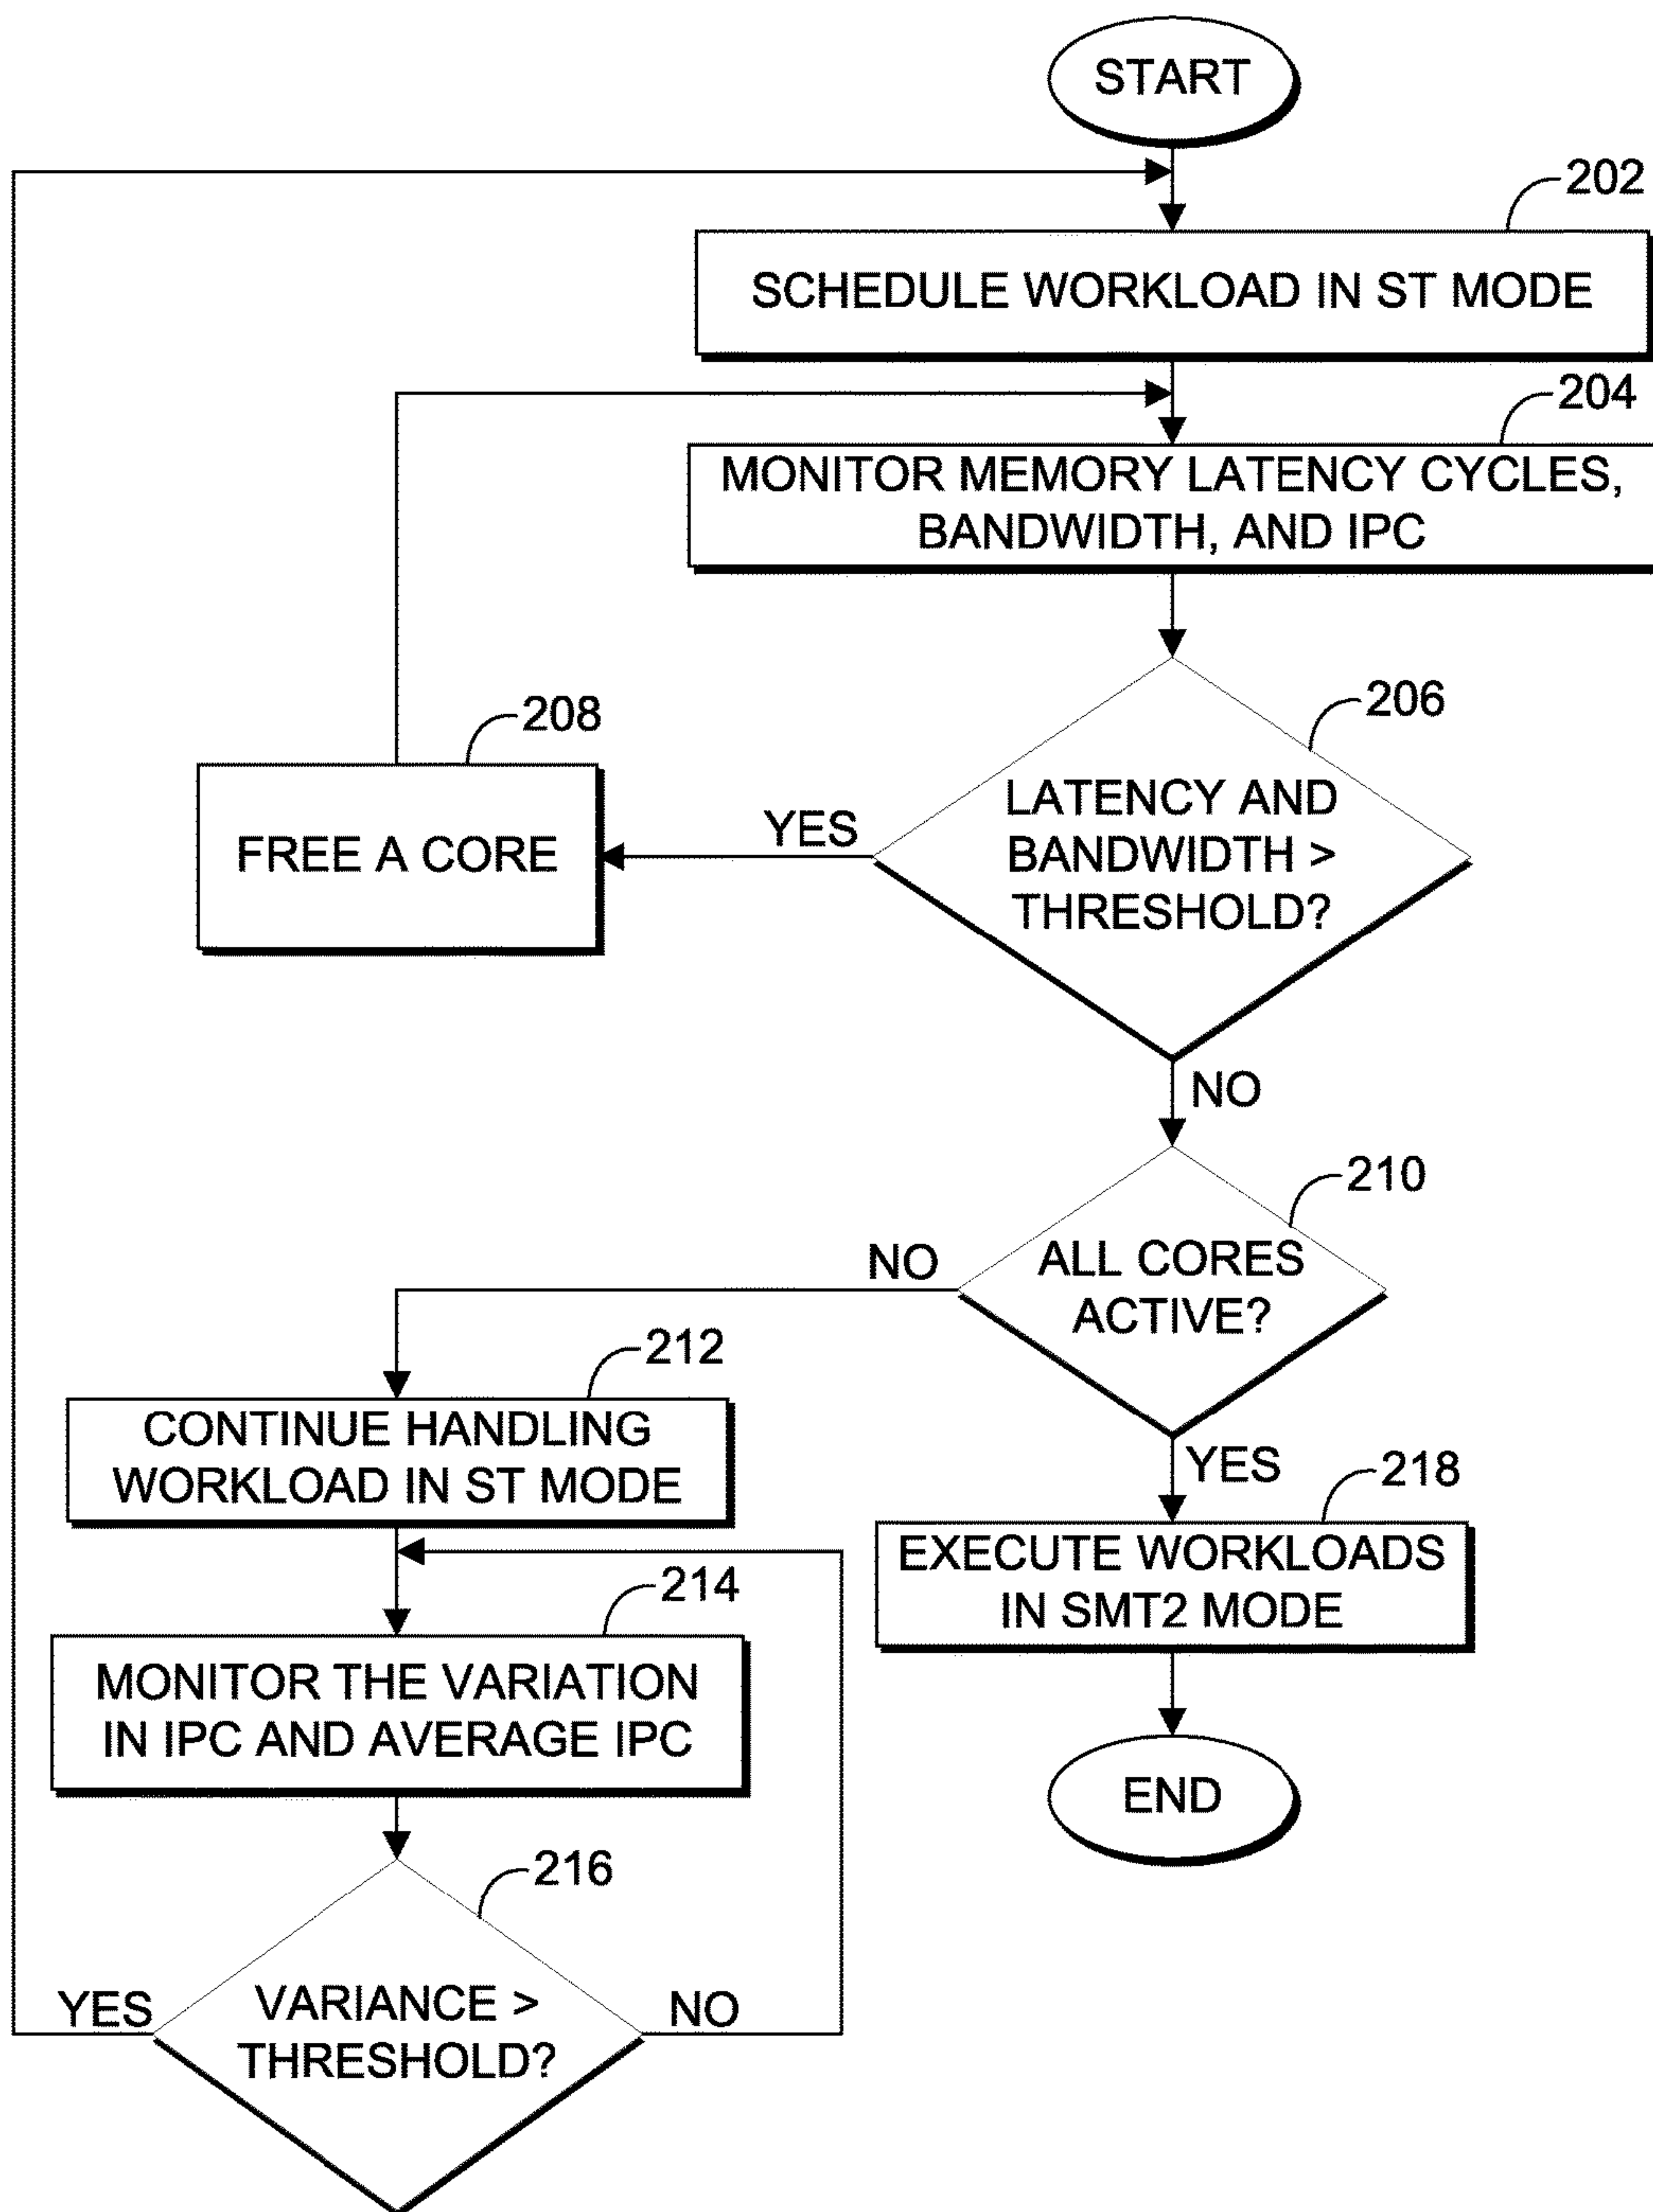 START
202
SCHEDULE WORKLOAD IN ST MODE
204
MONITOR MEMORY LATENCY CYCLES,
BANDWIDTH, AND IPC
206
LATENCY AND
BANDWIDTH >
THRESHOLD?
YES
208
FREE A CORE
NO
210
ALL CORES
ACTIVE?
NO
212
CONTINUE HANDLING
WORKLOAD IN ST MODE
YES
218
EXECUTE WORKLOADS
IN SMT2 MODE
214
MONITOR THE VARIATION
IN IPC AND AVERAGE IPC
END
216
VARIANCE >
THRESHOLD?
YES
NO